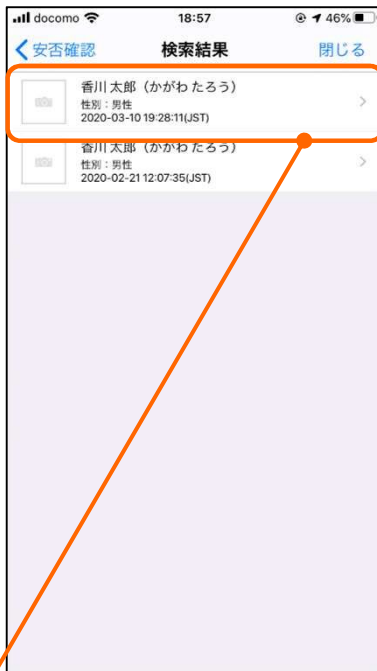 docomo 18:57 46%
安否確認 検索結果 閉じる
香川 太郎（かがわ たろう）
性別：男性
2020-03-10 19:28:11(JST)
香川 太郎（かがわ たろう）
性別：男性
2020-02-21 12:07:35(JST)